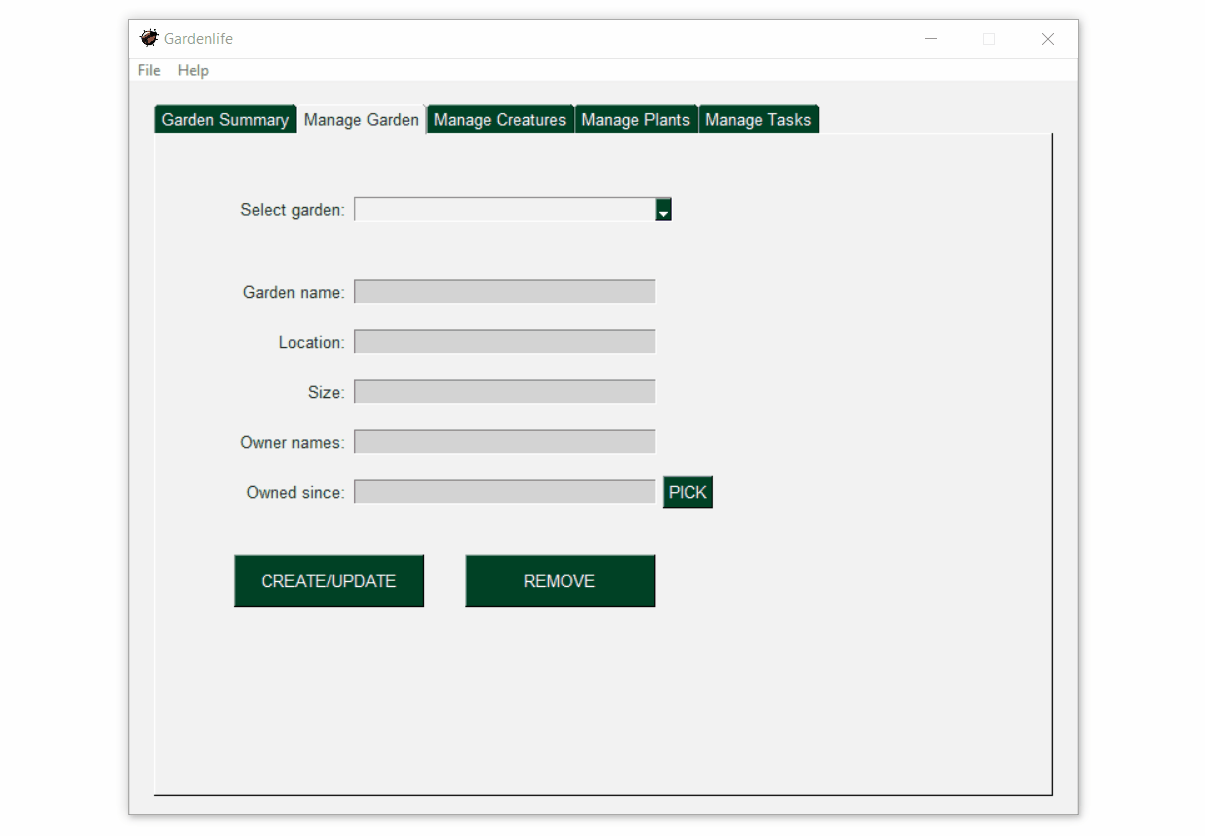 Gardenlife
File Help
Garden Summary Manage Garden Manage Creatures Manage Plants Manage Tasks
Select garden:
Garden name:
Location:
Size:
Owner names:
Owned since: PICK
CREATE/UPDATE REMOVE